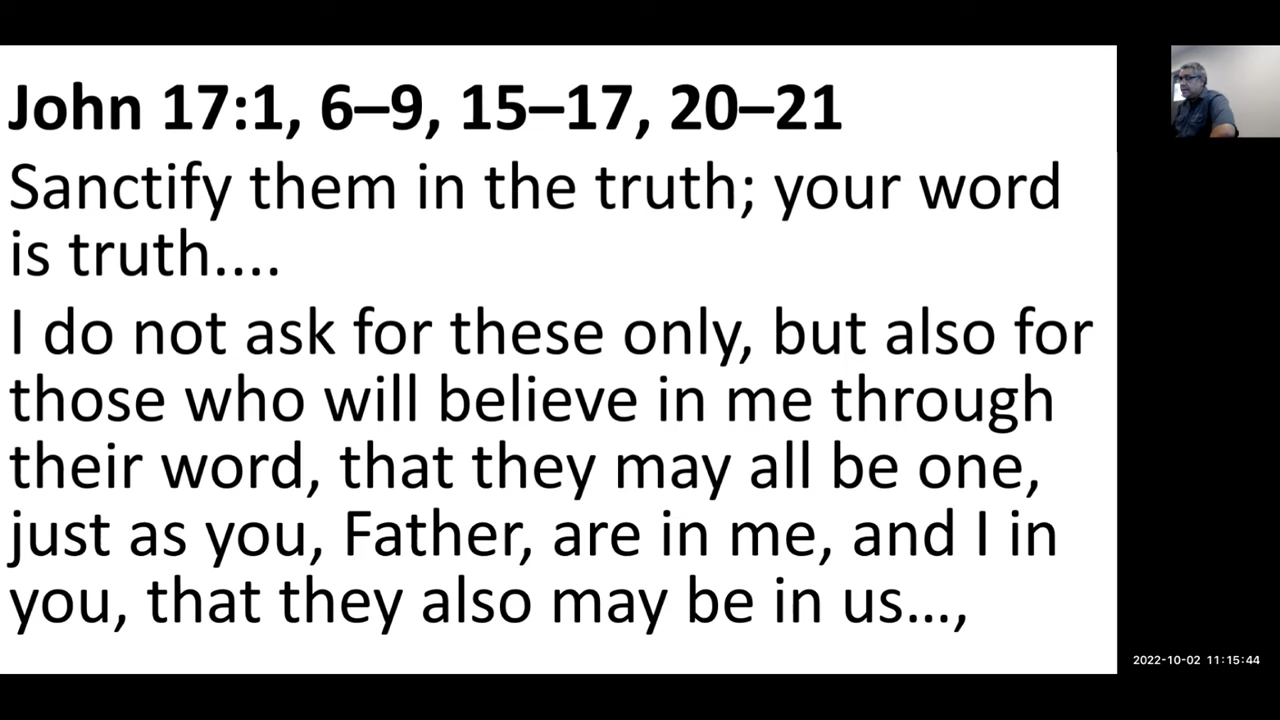 John 17:1, 6–9, 15–17, 20–21
Sanctify them in the truth; your word
is truth....
I do not ask for these only, but also for
those who will believe in me through
their word, that they may all be one,
just as you, Father, are in me, and I in
you, that they also may be in us…,
2022-10-02 11:15:44